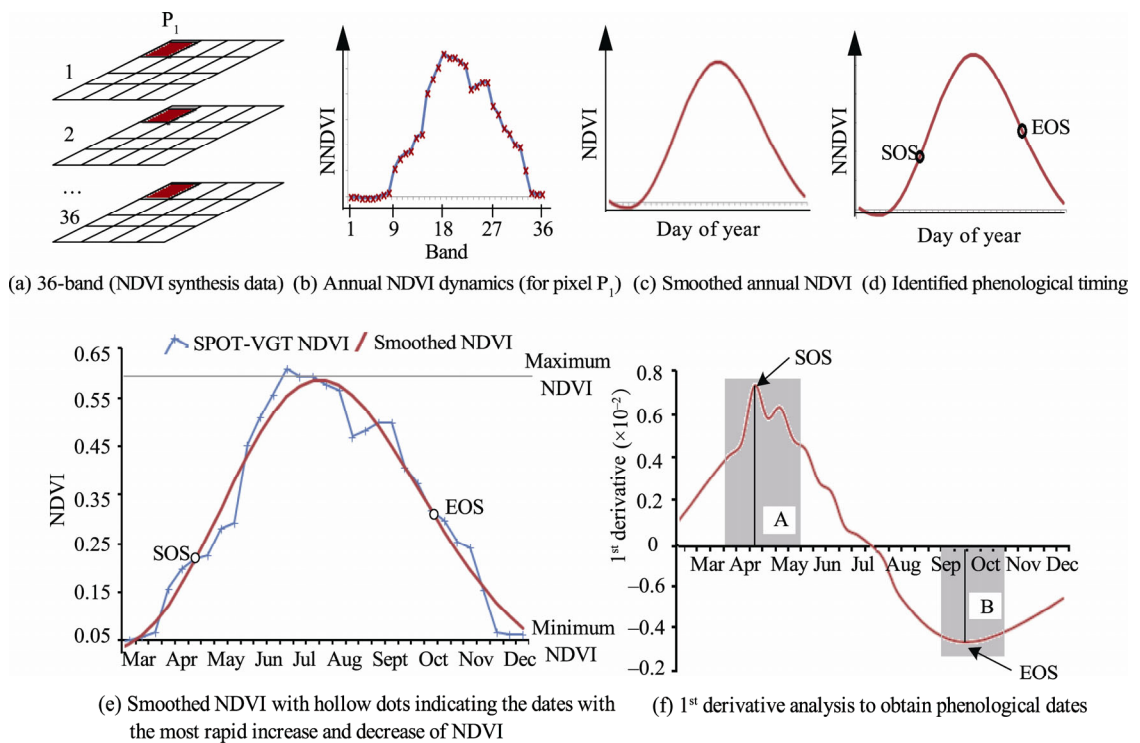 P1
1
2
...
36
NNDVI
1 9 18 27 36
Band
NDVI
Day of year
NNDVI
SOS
EOS
Day of year
(a) 36-band (NDVI synthesis data) (b) Annual NDVI dynamics (for pixel P1) (c) Smoothed annual NDVI (d) Identified phenological timing
SPOT-VGT NDVI Smoothed NDVI
Maximum
NDVI
NDVI
0.65
0.55
0.45
0.35
0.25
0.15
0.05
SOS
EOS
Minimum
NDVI
Mar Apr May Jun Jul Aug Sept Oct Nov Dec
(e) Smoothed NDVI with hollow dots indicating the dates with
the most rapid increase and decrease of NDVI
1st derivative (×10−2)
0.8
0.6
0.4
0.2
0
−0.6
−0.4
−0.2
SOS
A
Mar Apr May Jun Jul Aug Sep Oct Nov Dec
B
EOS
(f) 1st derivative analysis to obtain phenological dates